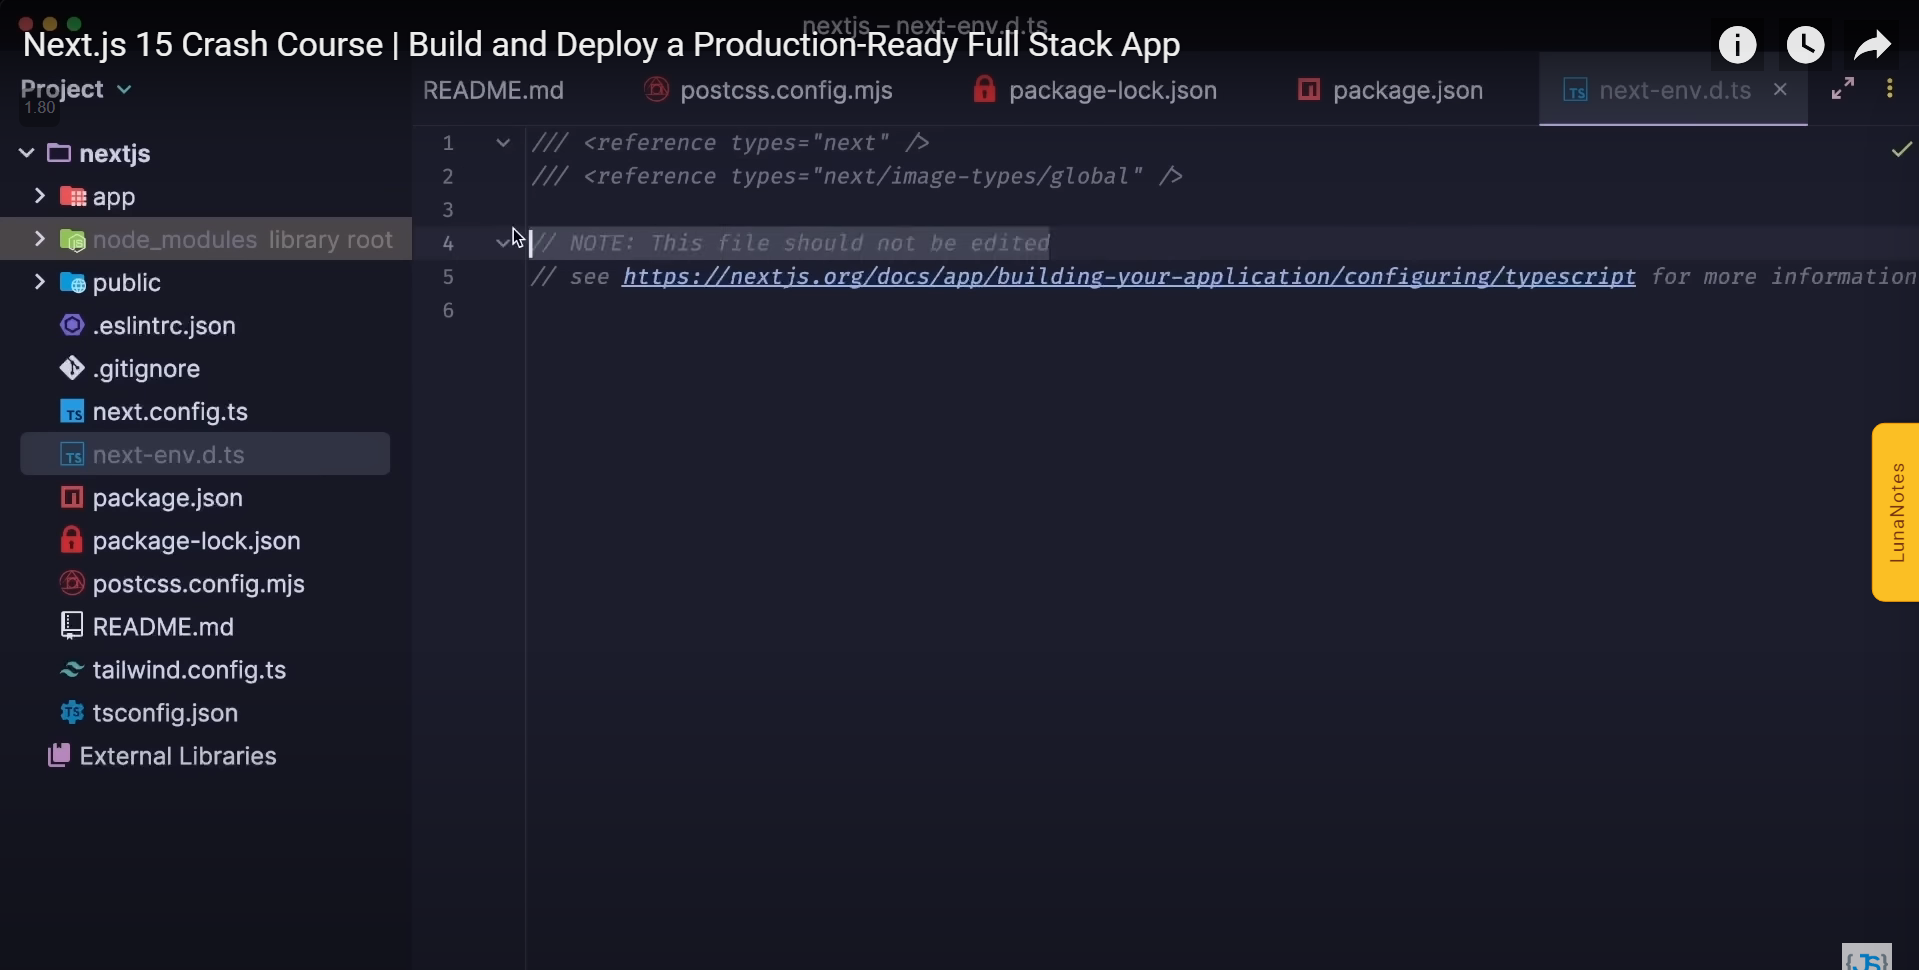 nextjs – next-env.d.ts
Next.js 15 Crash Course | Build and Deploy a Production-Ready Full Stack App
Project
1.80
README.md
postcss.config.mjs
package-lock.json
package.json
next-env.d.ts
nextjs
app
node_modules library root
public
.eslintrc.json
.gitignore
next.config.ts
next-env.d.ts
package.json
package-lock.json
postcss.config.mjs
README.md
tailwind.config.ts
tsconfig.json
External Libraries
1 /// <reference types="next" />
2 /// <reference types="next/image-types/global" />
3
4 // NOTE: This file should not be edited
5 // see https://nextjs.org/docs/app/building-your-application/configuring/typescript for more information
6
LunaNotes
{JS}